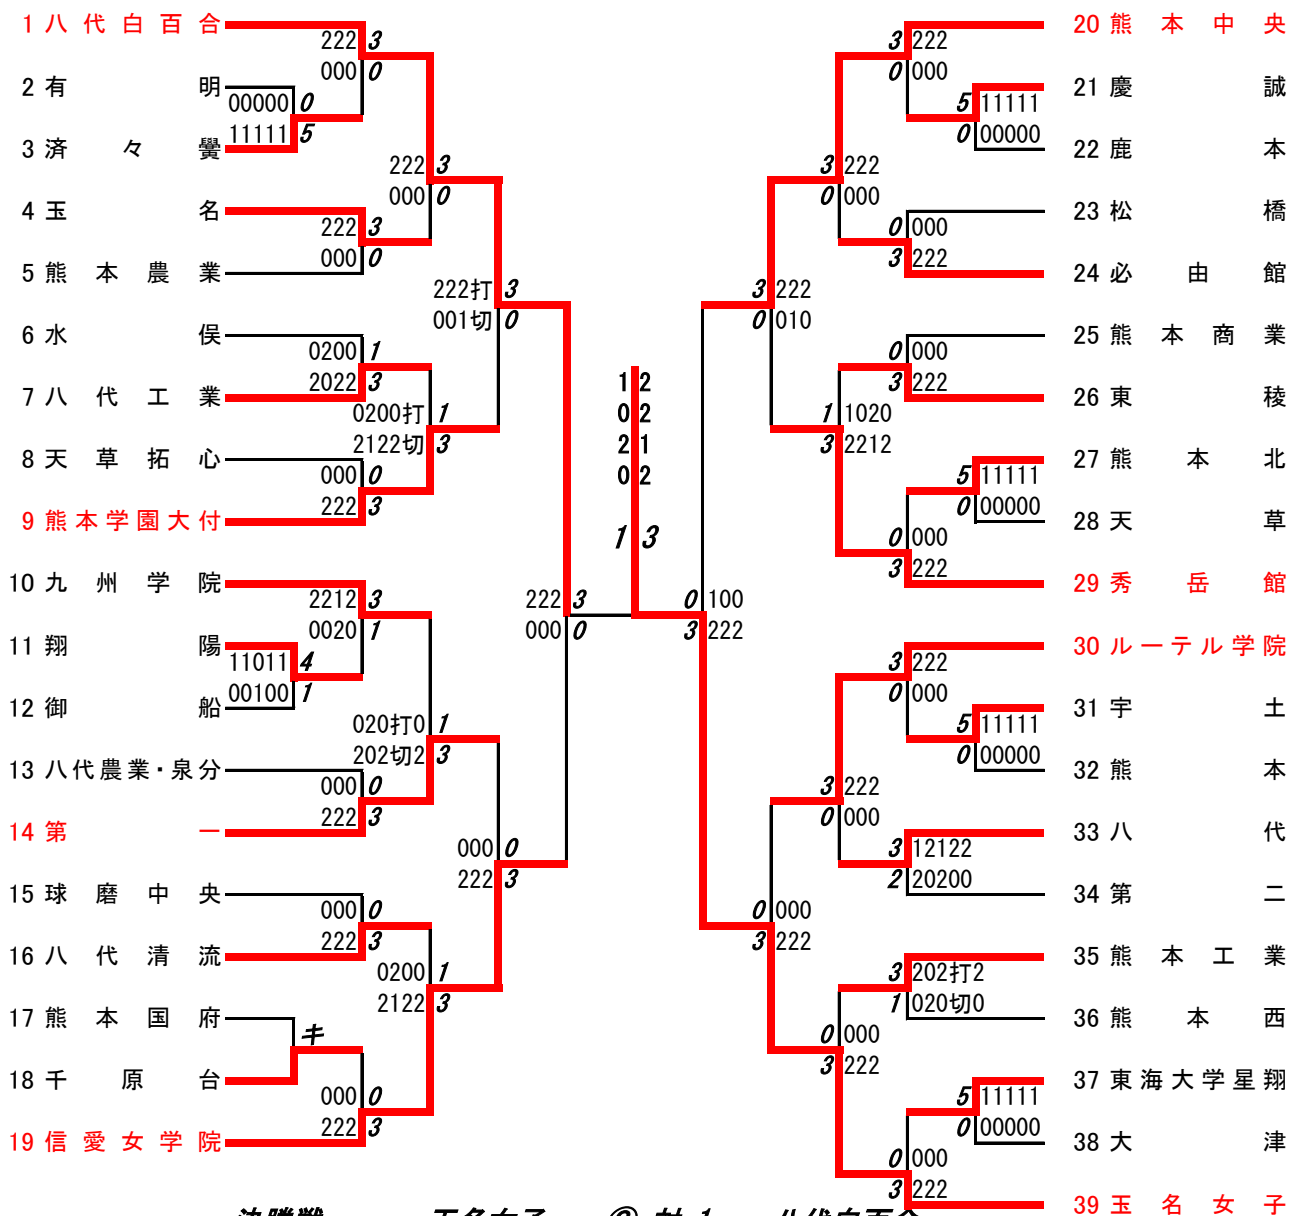 1 八代白百合
222 3
000 0
2 有明
00000 0
11111 5
3 済々黌
222 3
000 0
4 玉名
222 3
000 0
5 熊本農業
222打 3
001切 0
6 水俣
0200 1
2022 3
7 八代工業
0200打 1
2122切 3
8 天草拓心
000 0
222 3
9 熊本学園大付
10 九州学院
2212 3
0020 1
222 3
000 0
11 翔陽
11011 4
00100 1
12 御船
020打0 1
202切2 3
13 八代農業・泉分
000 0
222 3
14 第一
000 0
222 3
15 球磨中央
000 0
222 3
16 八代清流
0200 1
2122 3
17 熊本国府
キ
18 千原台
000 0
222 3
19 信愛女学院
1 2
0 2
2 1
0 2
1 3
20 熊本中央
3 222
0 000
21 慶誠
5 11111
0 00000
22 鹿本
3 222
0 000
23 松橋
0 000
3 222
24 必由館
3 222
0 010
25 熊本商業
0 000
3 222
26 東稜
1 1020
3 2212
27 熊本北
5 11111
0 00000
28 天草
0 000
3 222
29 秀岳館
0 100
3 222
30 ルーテル学院
3 222
0 000
31 宇土
5 11111
0 00000
32 熊本
3 222
0 000
33 八代
3 12122
2 20200
34 第二
0 000
3 222
35 熊本工業
3 202打2
1 020切0
36 熊本西
0 000
3 222
37 東海大学星翔
5 11111
0 00000
38 大津
0 000
3 222
39 玉名女子
決勝戦 玉名女子 ③ 対 1 八代白百合